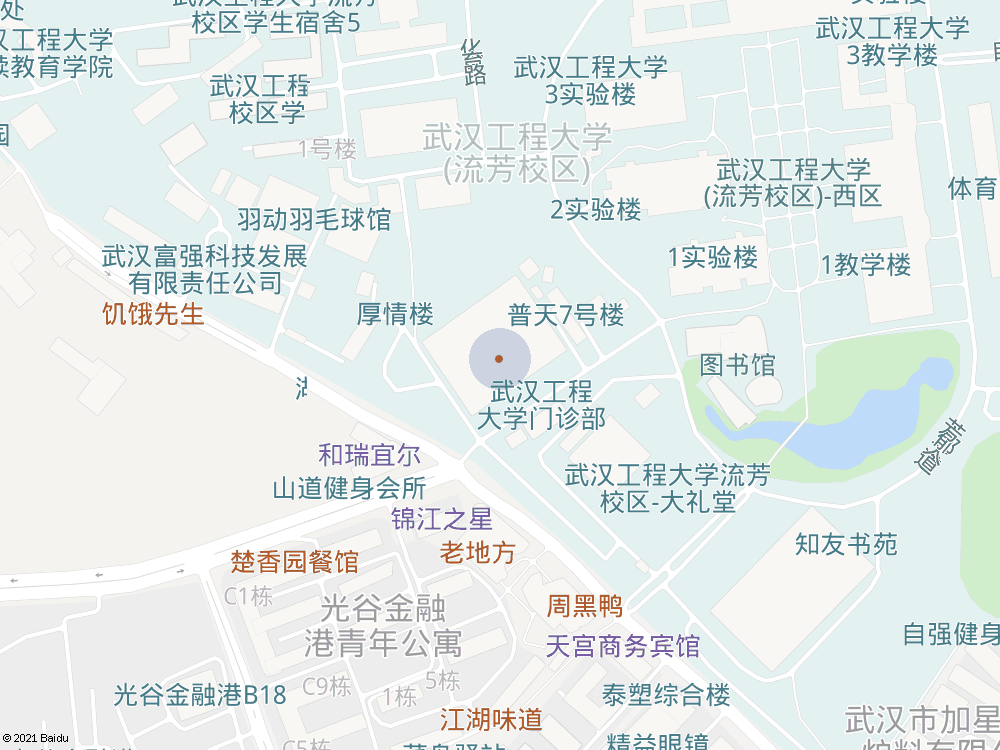 处
武汉工程大学流芳
校区学生宿舍5
武汉工程大学
3教学楼
汉工程大学
续教育学院
化育路
武汉工程大学
3实验楼
武汉工程
校区学
武汉工程大学
(流芳校区)
1号楼
园
武汉工程大学
(流芳校区)-西区
体育
2实验楼
羽动羽毛球馆
武汉富强科技发展
有限责任公司
1实验楼
1教学楼
饥饿先生
厚情楼
普天7号楼
图书馆
武汉工程
大学门诊部
和瑞宜尔
山道健身会所
武汉工程大学流芳
校区-大礼堂
锦江之星
老地方
知友书苑
楚香园餐馆
C1栋
光谷金融
港青年公寓
周黑鸭
天宫商务宾馆
自强健身
5栋
C9栋
1栋
光谷金融港B18
泰塑综合楼
江湖味道
武汉市加星
C5栋
精益眼镜
© 2021 Baidu